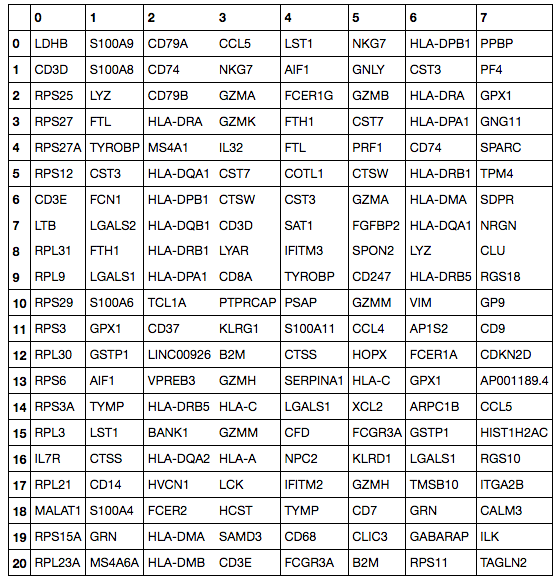 0 1 2 3 4 5 6 7
0 LDHB S100A9 CD79A CCL5 LST1 NKG7 HLA-DPB1 PPBP
1 CD3D S100A8 CD74 NKG7 AIF1 GNLY CST3 PF4
2 RPS25 LYZ CD79B GZMA FCER1G GZMB HLA-DRA GPX1
3 RPS27 FTL HLA-DRA GZMK FTH1 CST7 HLA-DPA1 GNG11
4 RPS27A TYROBP MS4A1 IL32 FTL PRF1 CD74 SPARC
5 RPS12 CST3 HLA-DQA1 CST7 COTL1 CTSW HLA-DRB1 TPM4
6 CD3E FCN1 HLA-DPB1 CTSW CST3 GZMA HLA-DMA SDPR
7 LTB LGALS2 HLA-DQB1 CD3D SAT1 FGFBP2 HLA-DQA1 NRGN
8 RPL31 FTH1 HLA-DRB1 LYAR IFITM3 SPON2 LYZ CLU
9 RPL9 LGALS1 HLA-DPA1 CD8A TYROBP CD247 HLA-DRB5 RGS18
10 RPS29 S100A6 TCL1A PTPRCAP PSAP GZMM VIM GP9
11 RPS3 GPX1 CD37 KLRG1 S100A11 CCL4 AP1S2 CD9
12 RPL30 GSTP1 LINC00926 B2M CTSS HOPX FCER1A CDKN2D
13 RPS6 AIF1 VPREB3 GZMH SERPINA1 HLA-C GPX1 AP001189.4
14 RPS3A TYMP HLA-DRB5 HLA-C LGALS1 XCL2 ARPC1B CCL5
15 RPL3 LST1 BANK1 GZMM CFD FCGR3A GSTP1 HIST1H2AC
16 IL7R CTSS HLA-DQA2 HLA-A NPC2 KLRD1 LGALS1 RGS10
17 RPL21 CD14 HVCN1 LCK IFITM2 GZMH TMSB10 ITGA2B
18 MALAT1 S100A4 FCER2 HCST TYMP CD7 GRN CALM3
19 RPS15A GRN HLA-DMA SAMD3 CD68 CLIC3 GABARAP ILK
20 RPL23A MS4A6A HLA-DMB CD3E FCGR3A B2M RPS11 TAGLN2